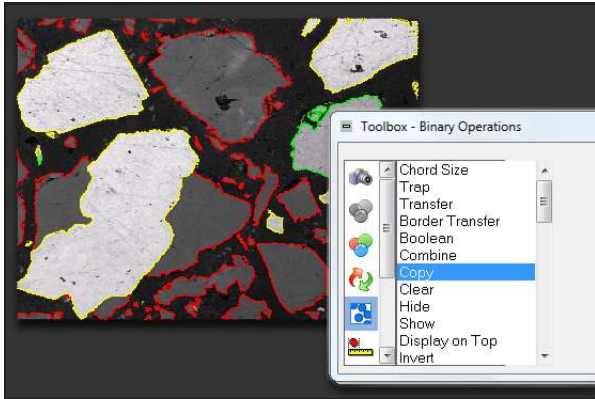 Toolbox - Binary Operations
Chord Size
Trap
Transfer
Border Transfer
Boolean
Combine
Copy
Clear
Hide
Show
Display on Top
Invert